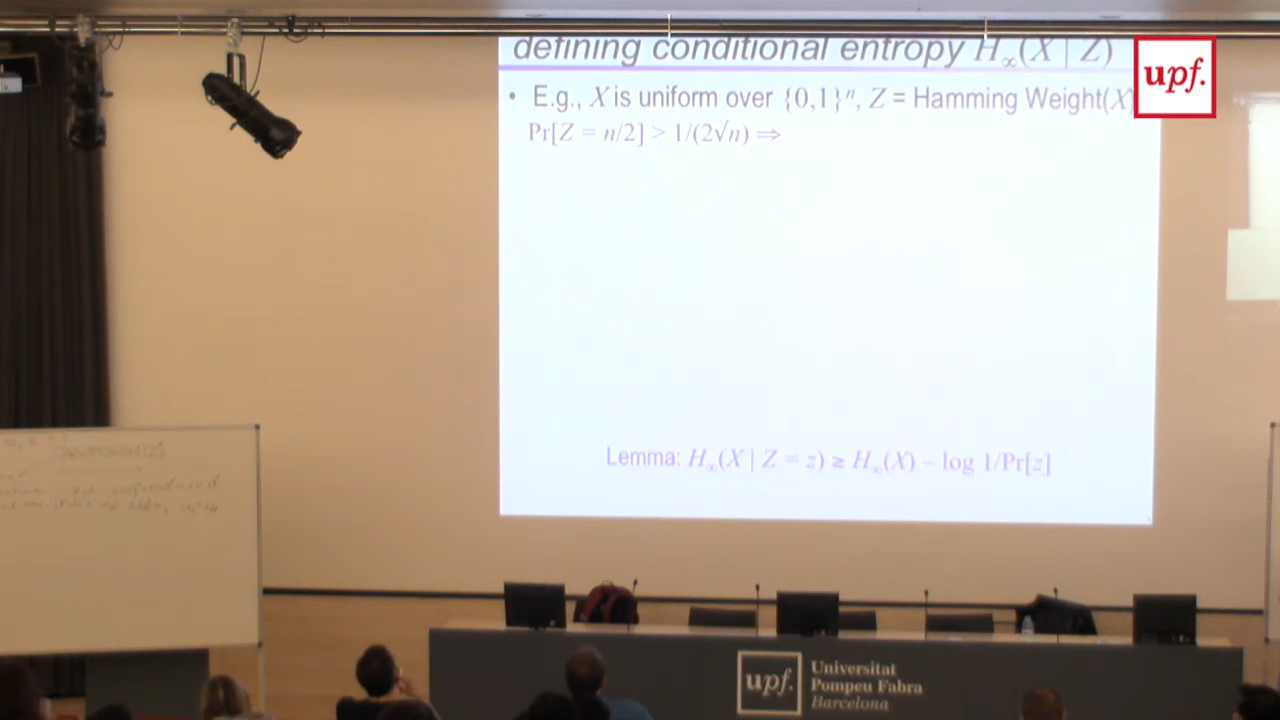 defining conditional entropy H∞(X | Z)
upf.
• E.g., X is uniform over {0,1}ⁿ, Z = Hamming Weight(X)
Pr[Z = n/2] > 1/(2√n) ⇒
Lemma: H∞(X | Z = z) ≥ H∞(X) – log 1/Pr[z]
upf.
Universitat
Pompeu Fabra
Barcelona